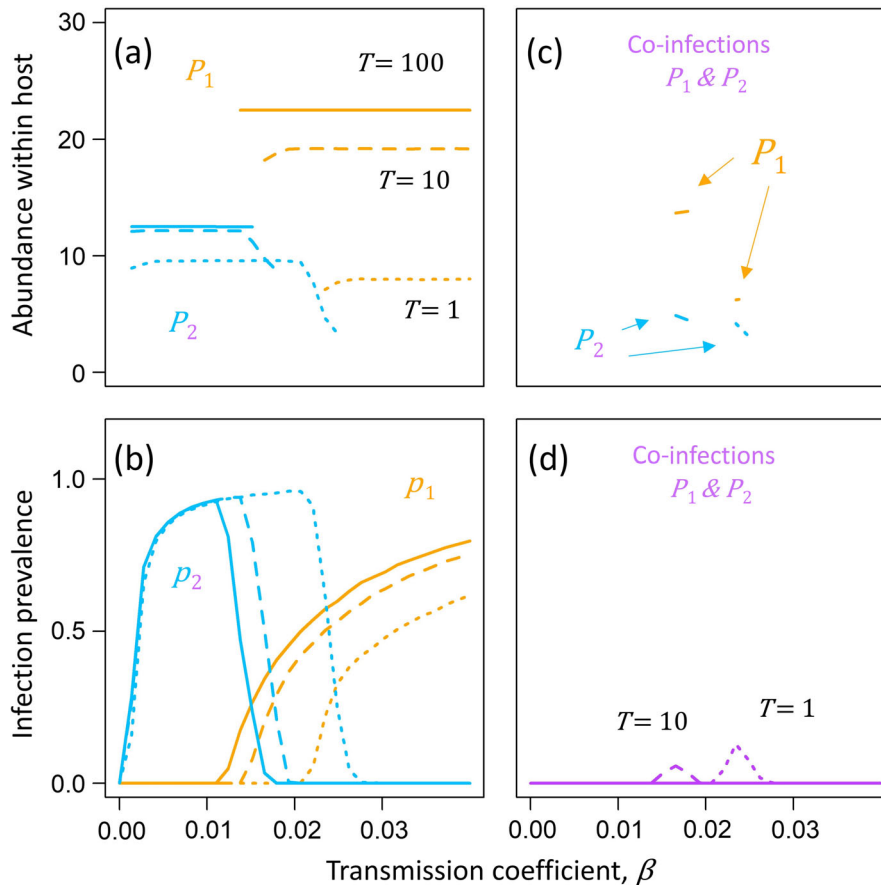 (a)
P1
T = 100
T = 10
T = 1
P2
30
20
10
0
Abundance within host
(c)
Co-infections
P1 & P2
P1
P2
(b)
p1
p2
1.0
0.5
0.0
Infection prevalence
0.00 0.01 0.02 0.03
(d)
Co-infections
P1 & P2
T = 10
T = 1
0.00 0.01 0.02 0.03
Transmission coefficient, β